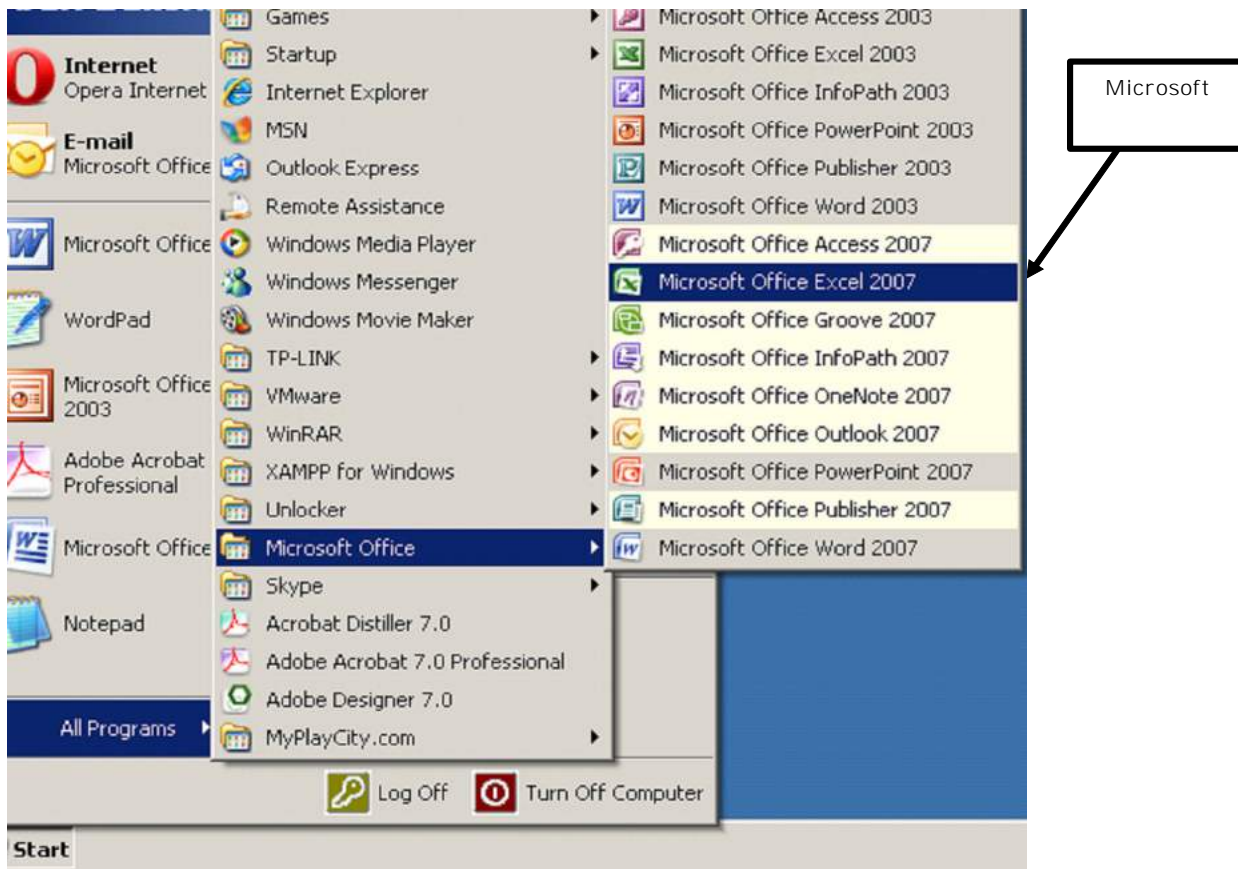 Internet
Opera Internet
E-mail
Microsoft Office
Microsoft Office
WordPad
Microsoft Office
2003
Adobe Acrobat
Professional
Microsoft Office
Notepad
All Programs
Games
Startup
Internet Explorer
MSN
Outlook Express
Remote Assistance
Windows Media Player
Windows Messenger
Windows Movie Maker
TP-LINK
VMware
WinRAR
XAMPP for Windows
Unlocker
Microsoft Office
Skype
Acrobat Distiller 7.0
Adobe Acrobat 7.0 Professional
Adobe Designer 7.0
MyPlayCity.com
Microsoft Office Access 2003
Microsoft Office Excel 2003
Microsoft Office InfoPath 2003
Microsoft Office PowerPoint 2003
Microsoft Office Publisher 2003
Microsoft Office Word 2003
Microsoft Office Access 2007
Microsoft Office Excel 2007
Microsoft Office Groove 2007
Microsoft Office InfoPath 2007
Microsoft Office OneNote 2007
Microsoft Office Outlook 2007
Microsoft Office PowerPoint 2007
Microsoft Office Publisher 2007
Microsoft Office Word 2007
Microsoft
Log Off
Turn Off Computer
Start